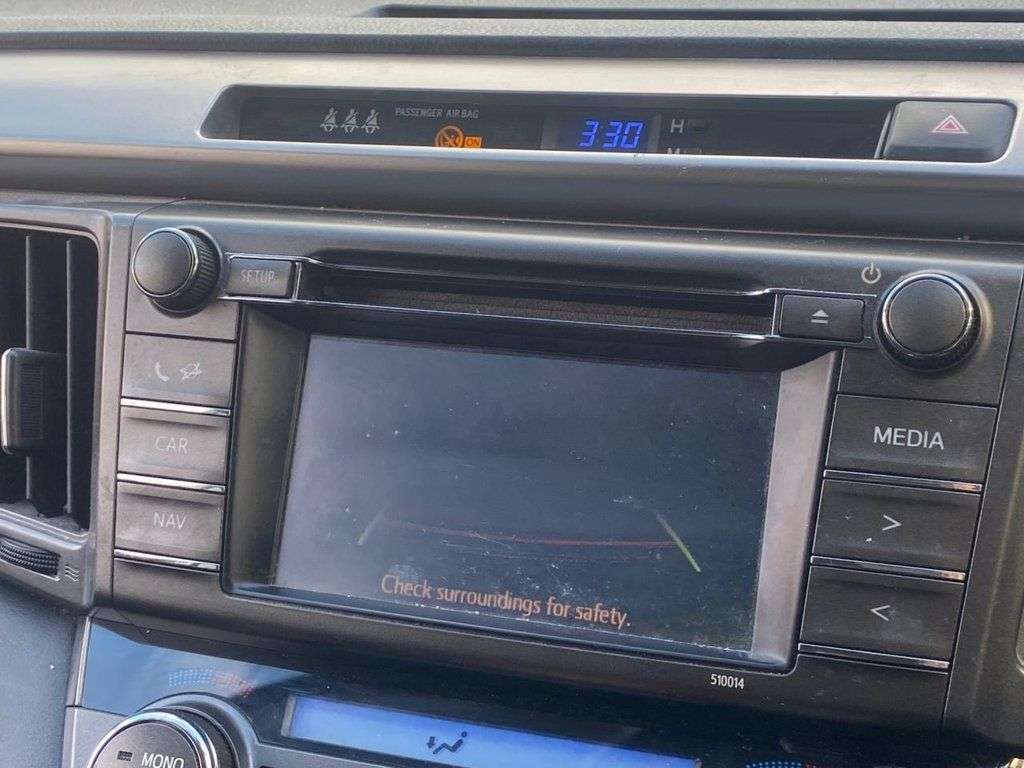 PASSENGER AIR BAG
ON
3:30
H
M
SETUP
CAR
MEDIA
NAV
>
<
Check surroundings for safety.
510014
MONO